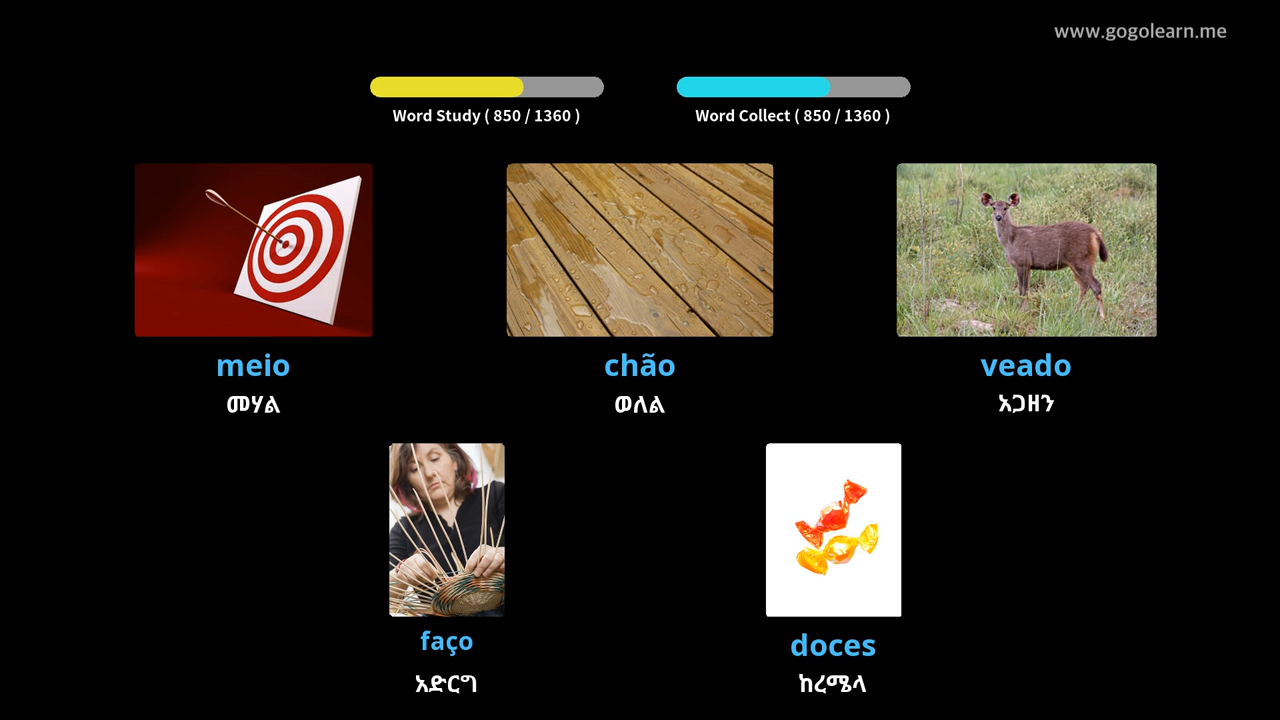 www.gogolearn.me
Word Study ( 850 / 1360 )
Word Collect ( 850 / 1360 )
meio
መሃል
chão
ወለል
veado
አጋዘን
faço
አድርግ
doces
ከረሜላ